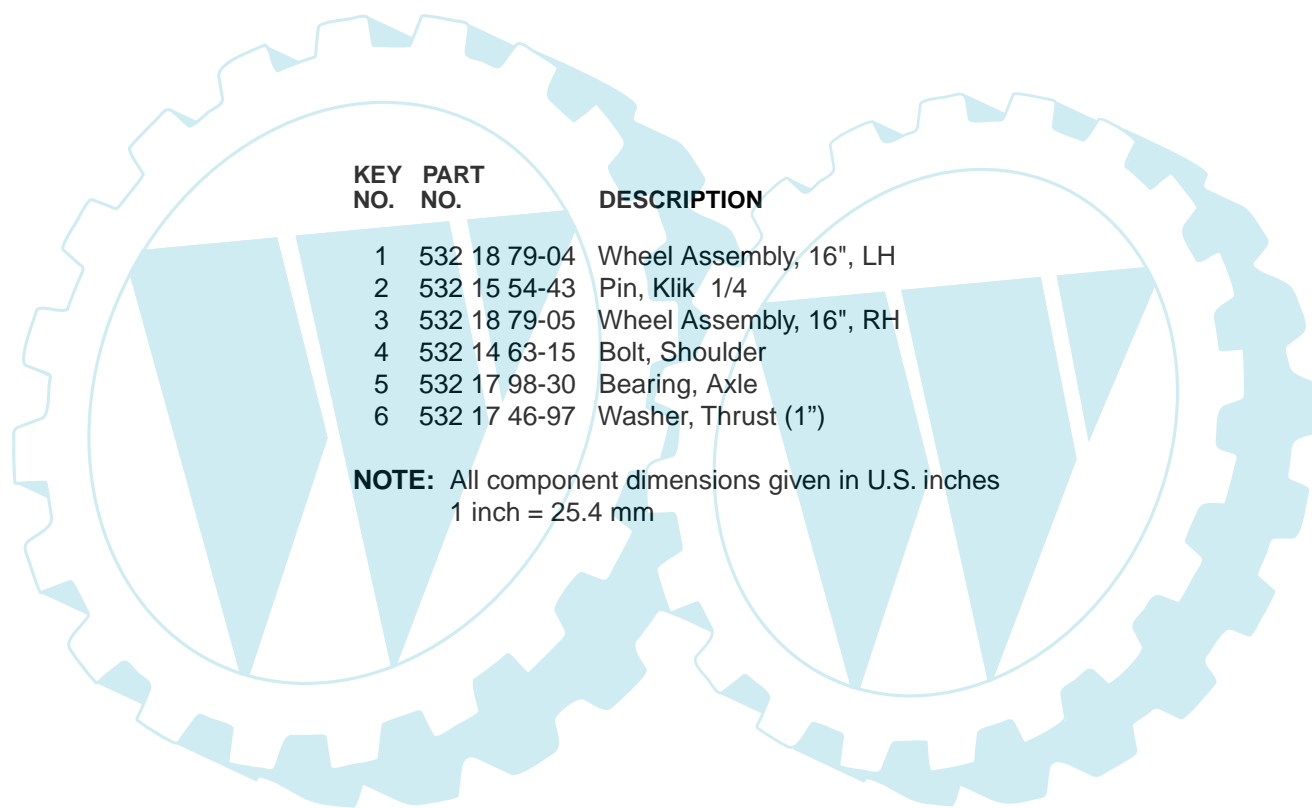 KEY PART
NO. NO. DESCRIPTION
1 532 18 79-04 Wheel Assembly, 16", LH
2 532 15 54-43 Pin, Klik 1/4
3 532 18 79-05 Wheel Assembly, 16", RH
4 532 14 63-15 Bolt, Shoulder
5 532 17 98-30 Bearing, Axle
6 532 17 46-97 Washer, Thrust (1”)
NOTE: All component dimensions given in U.S. inches
1 inch = 25.4 mm